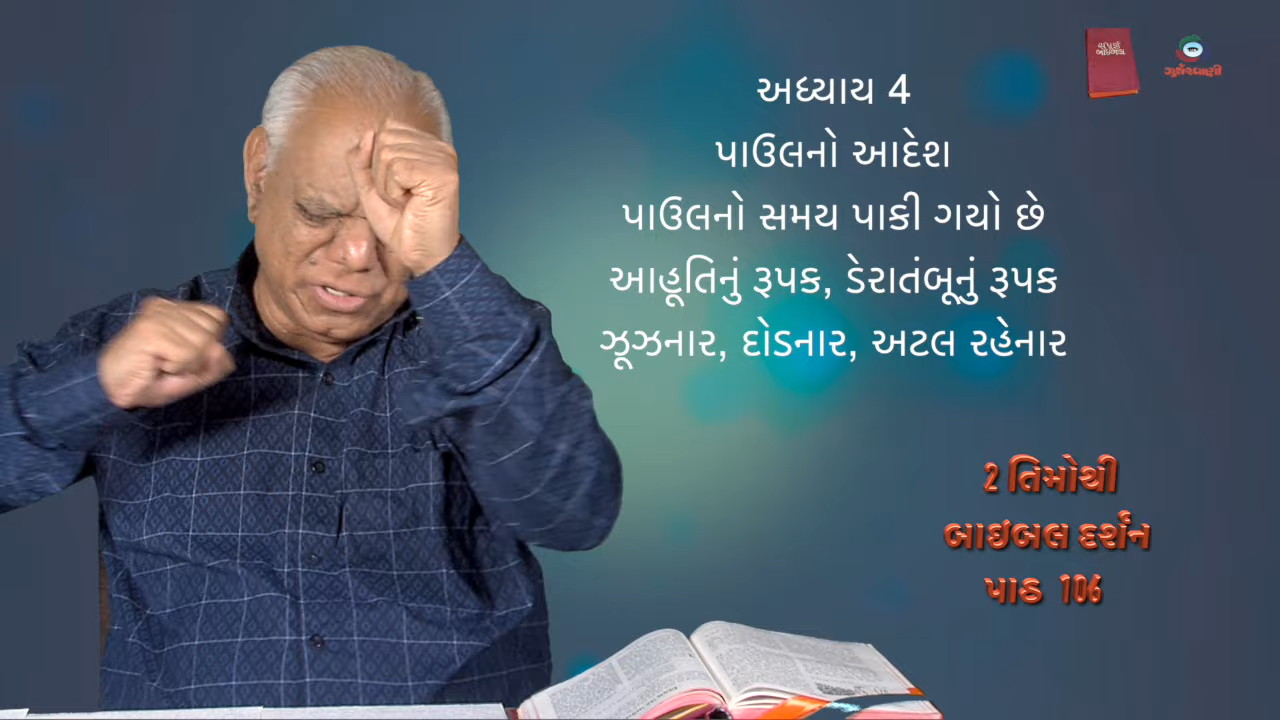 અધ્યાય 4
પાઉલનો આદેશ
પાઉલનો સમય પાકી ગયો છે
આહૂતિનું રૂપક, ડેરાતંબૂનું રૂપક
ઝૂઝનાર, દોડનાર, અટલ રહેનાર
2 તિમોથી
બાઇબલ દર્શન
પાઠ 106
ગુર્જરવાણી